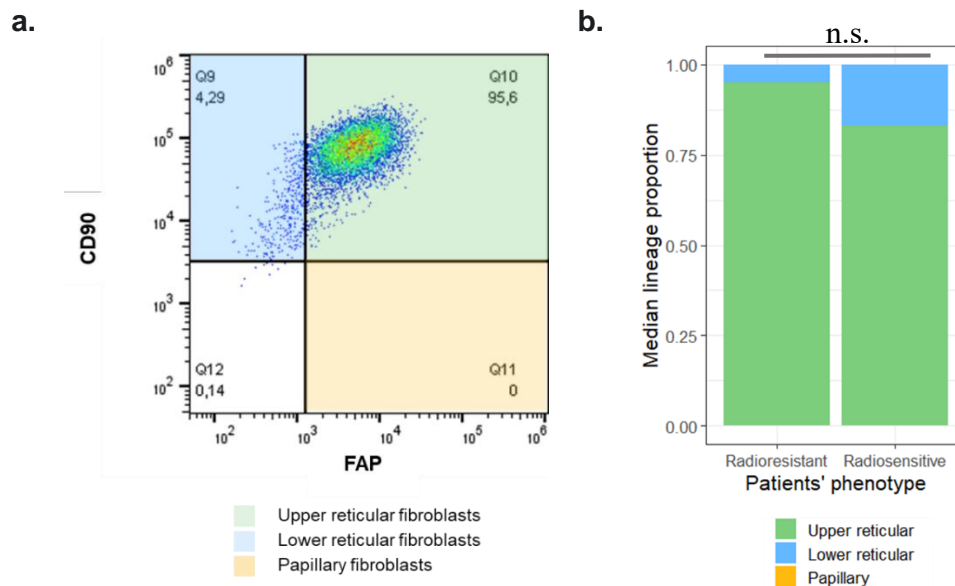 a.
10^6
10^5
10^4
10^3
10^2
CD90
Q9
4,29
Q10
95,6
Q12
0,14
Q11
0
10^2
10^3
10^4
10^5
10^6
FAP
Upper reticular fibroblasts
Lower reticular fibroblasts
Papillary fibroblasts
b.
n.s.
1.00
0.75
0.50
0.25
0.00
Median lineage proportion
Radioresistant
Radiosensitive
Patients' phenotype
Upper reticular
Lower reticular
Papillary